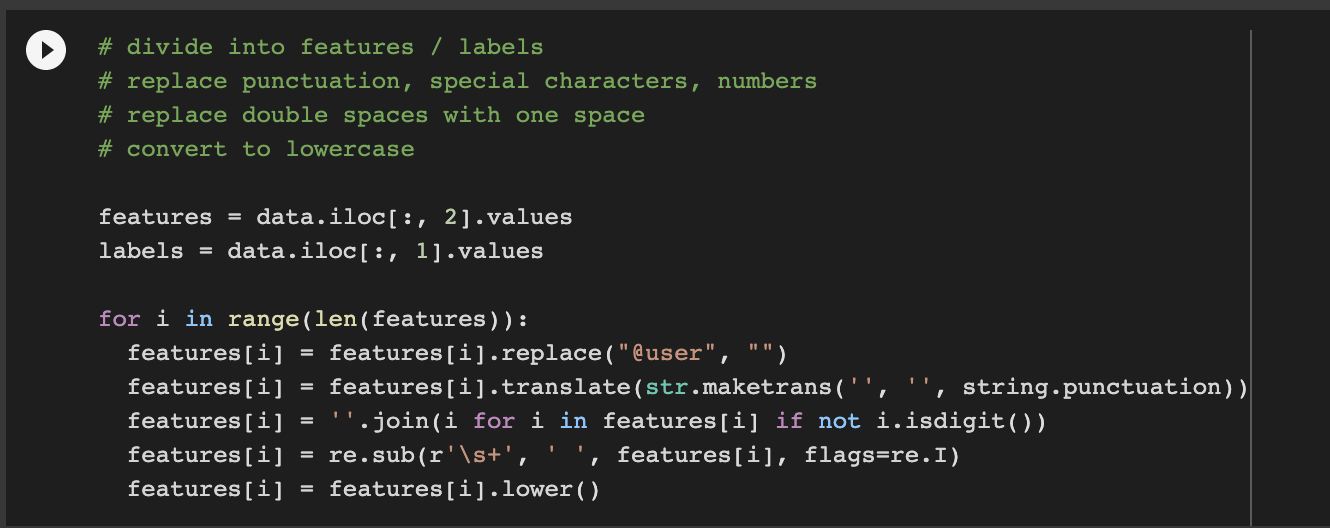 # divide into features / labels
# replace punctuation, special characters, numbers
# replace double spaces with one space
# convert to lowercase
features = data.iloc[:, 2].values
labels = data.iloc[:, 1].values
for i in range(len(features)):
  features[i] = features[i].replace("@user", "")
  features[i] = features[i].translate(str.maketrans('', '', string.punctuation))
  features[i] = ''.join(i for i in features[i] if not i.isdigit())
  features[i] = re.sub(r'\s+', ' ', features[i], flags=re.I)
  features[i] = features[i].lower()